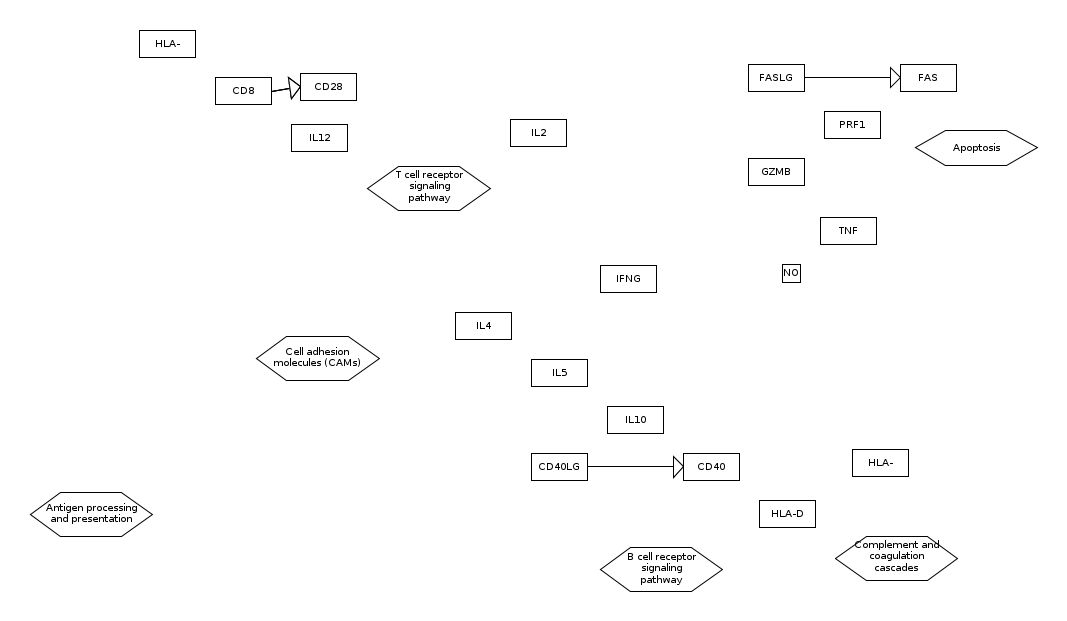 HLA-
CD8
CD28
FASLG
FAS
IL12
IL2
PRF1
Apoptosis
T cell receptor
signaling
pathway
GZMB
TNF
IFNG
NO
IL4
Cell adhesion
molecules (CAMs)
IL5
IL10
CD40LG
CD40
HLA-
Antigen processing
and presentation
HLA-D
B cell receptor
signaling
pathway
Complement and
coagulation
cascades